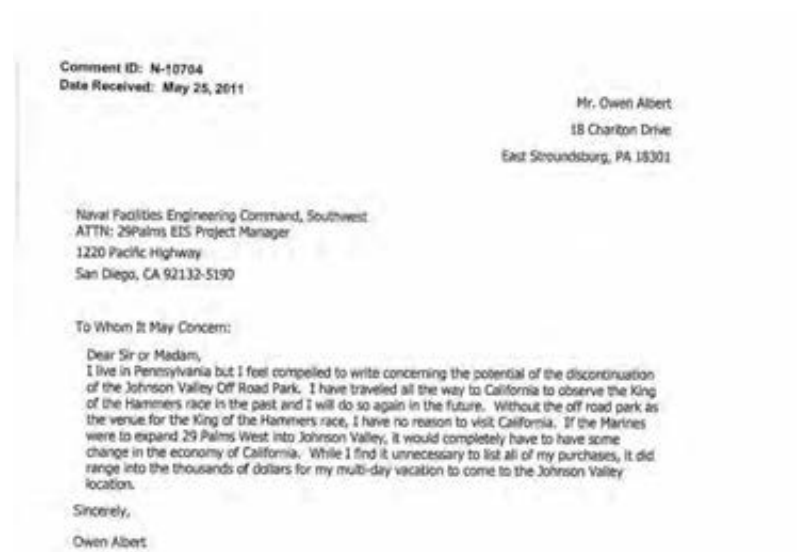 Comment ID: N-10704
Date Received: May 25, 2011
Mr. Owen Albert
18 Chariton Drive
East Stroundsburg, PA 18301
Naval Facilities Engineering Command, Southwest
ATTN: 29Palms EIS Project Manager
1220 Pacific Highway
San Diego, CA 92132-5190
To Whom It May Concern:
Dear Sir or Madam,
I live in Pennsylvania but I feel compelled to write concerning the potential of the discontinuation
of the Johnson Valley Off Road Park. I have traveled all the way to California to observe the King
of the Hammers race in the past and I will do so again in the future. Without the off road park as
the venue for the King of the Hammers race, I have no reason to visit California. If the Marines
were to expand 29 Palms West into Johnson Valley, it would completely have to have some
change in the economy of California. While I find it unnecessary to list all of my purchases, it did
range into the thousands of dollars for my multi-day vacation to come to the Johnson Valley
location.
Sincerely,
Owen Albert